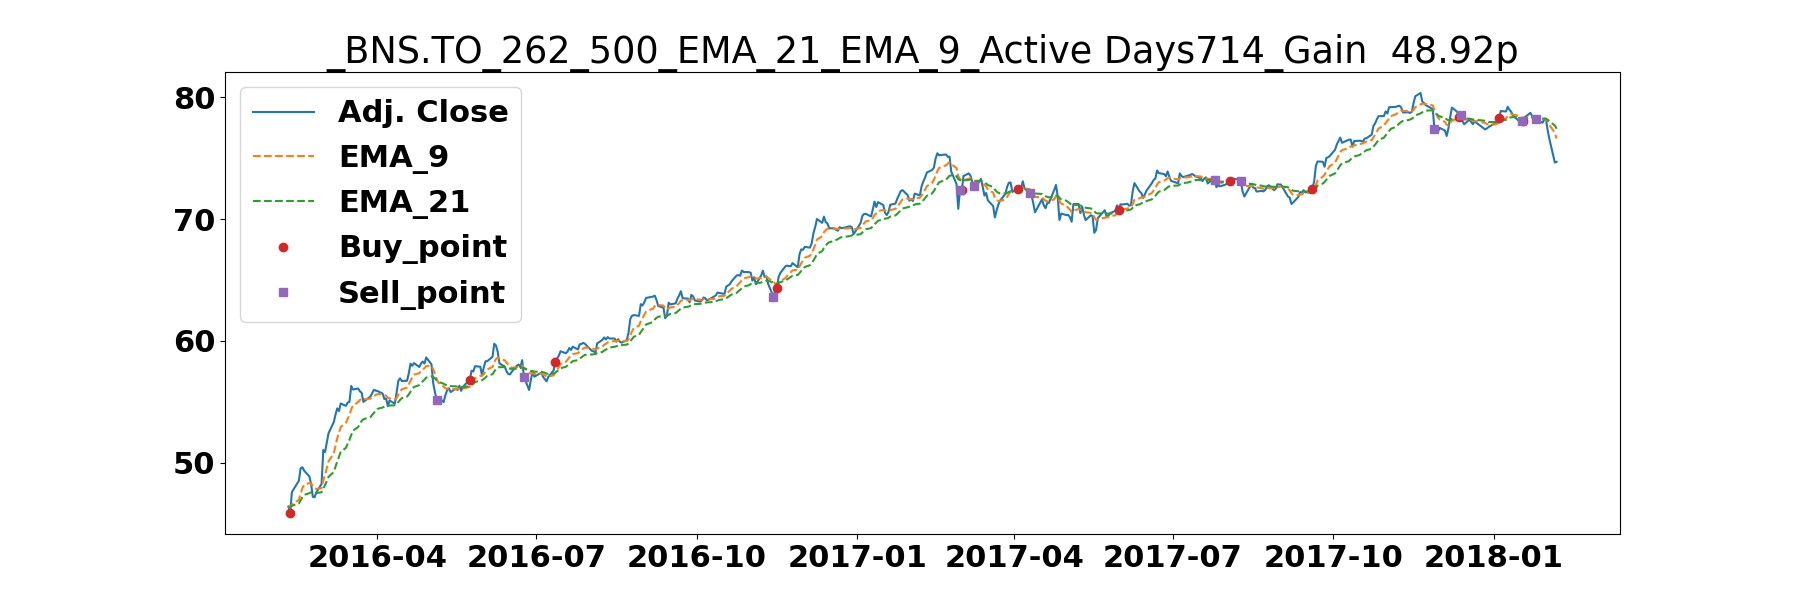 _BNS.TO_262_500_EMA_21_EMA_9_Active Days714_Gain  48.92p
80
70
60
50
Adj. Close
EMA_9
EMA_21
Buy_point
Sell_point
2016-04 2016-07 2016-10 2017-01 2017-04 2017-07 2017-10 2018-01